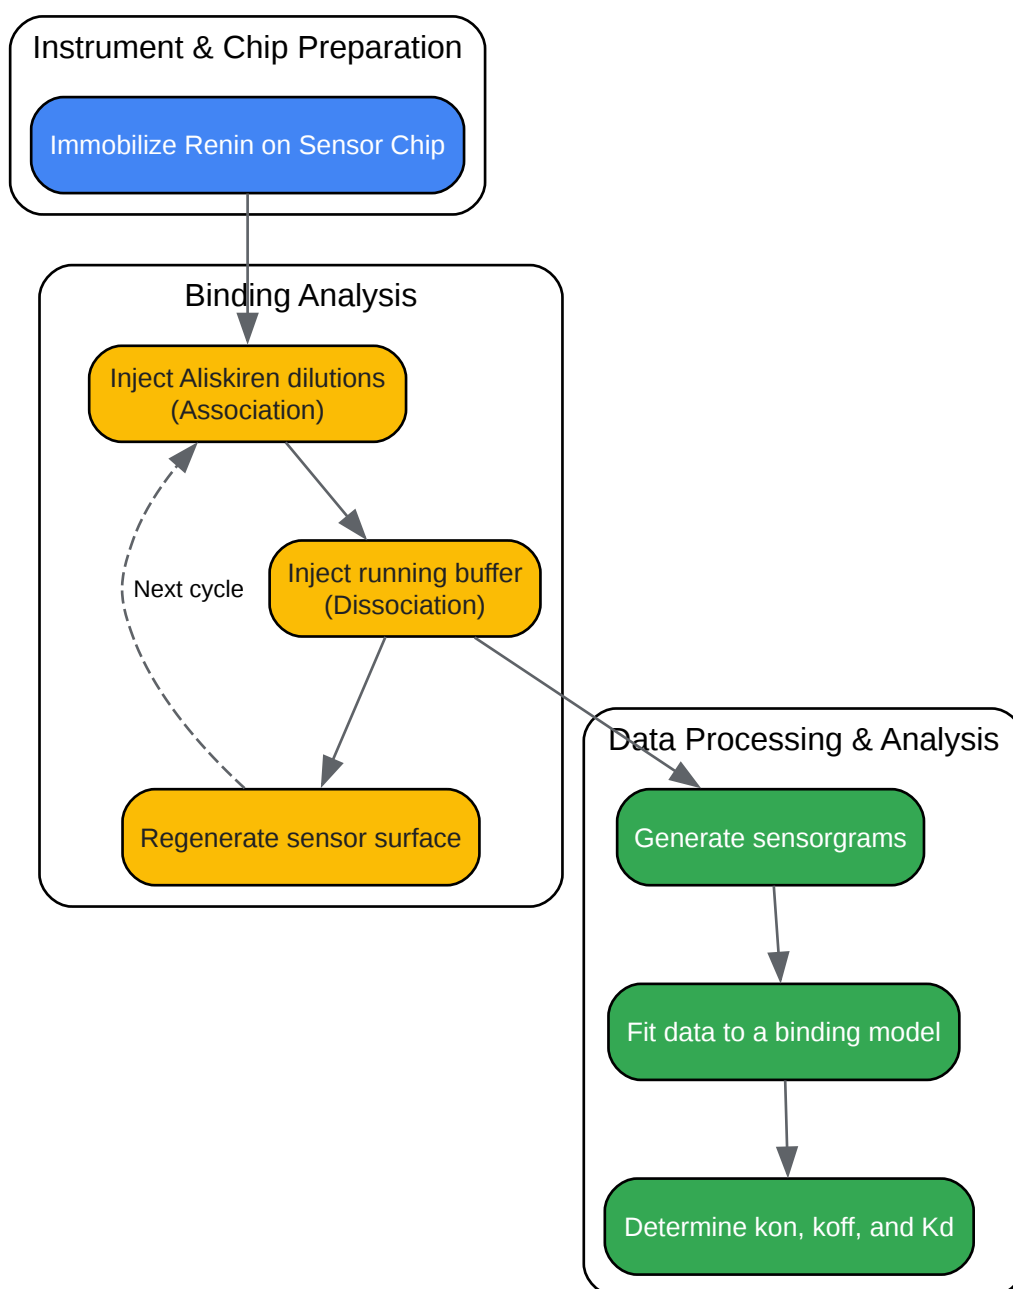 Instrument & Chip Preparation
Immobilize Renin on Sensor Chip
Binding Analysis
Inject Aliskiren dilutions
(Association)
Inject running buffer
(Dissociation)
Next cycle
Regenerate sensor surface
Data Processing & Analysis
Generate sensorgrams
Fit data to a binding model
Determine kon, koff, and Kd